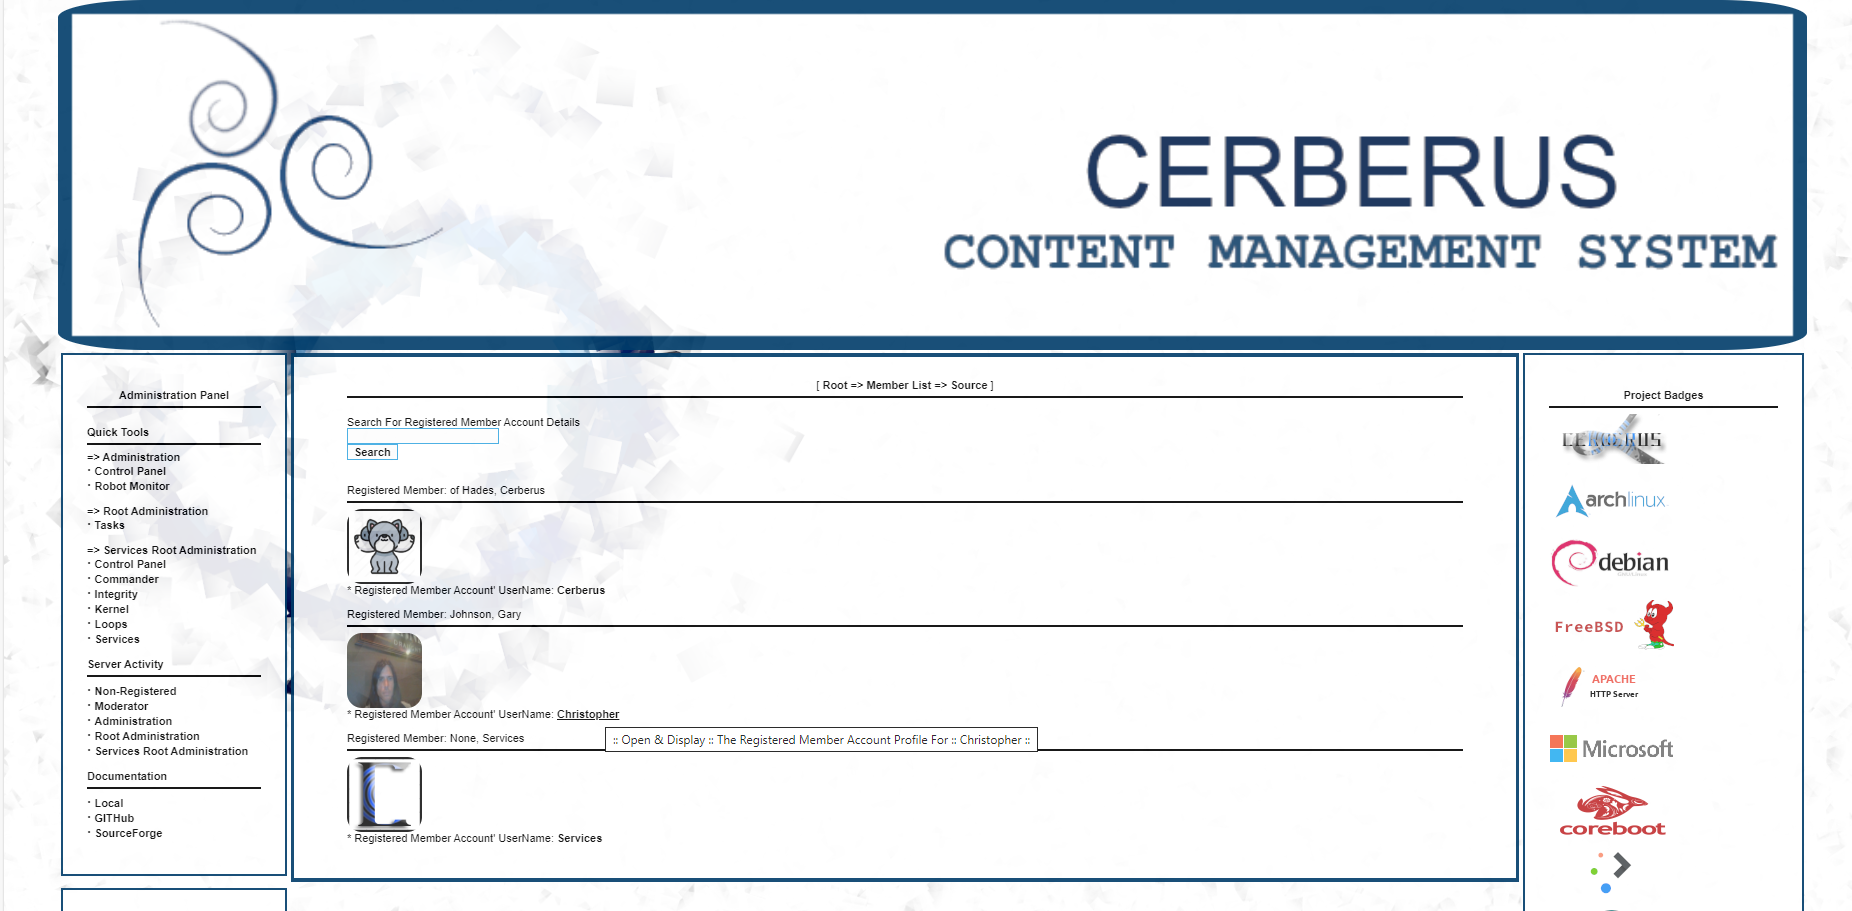 CERBERUS
CONTENT MANAGEMENT SYSTEM
Administration Panel
Quick Tools
=> Administration
· Control Panel
· Robot Monitor
=> Root Administration
· Tasks
=> Services Root Administration
· Control Panel
· Commander
· Integrity
· Kernel
· Loops
· Services
Server Activity
· Non-Registered
· Moderator
· Administration
· Root Administration
· Services Root Administration
Documentation
· Local
· GITHub
· SourceForge
[ Root => Member List => Source ]
Search For Registered Member Account Details
Search
Registered Member: of Hades, Cerberus
* Registered Member Account' UserName: Cerberus
Registered Member: Johnson, Gary
* Registered Member Account' UserName: Christopher
Registered Member: None, Services
:: Open & Display :: The Registered Member Account Profile For :: Christopher ::
* Registered Member Account' UserName: Services
Project Badges
CERBERUS
archlinux
debian
FreeBSD
APACHE
HTTP Server
Microsoft
coreboot